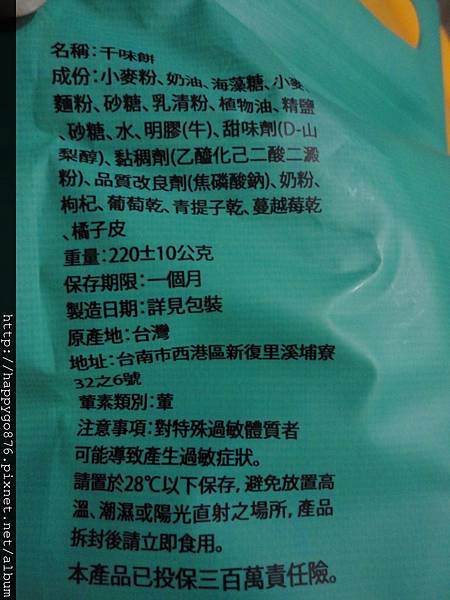 名稱:干味餅
成份:小麥粉、奶油、海藻糖、小麥
麵粉、砂糖、乳清粉、植物油、精鹽
、砂糖、水、明膠(牛)、甜味劑(D-山
梨醇)、黏稠劑(乙醯化己二酸二澱
粉)、品質改良劑(焦磷酸鈉)、奶粉、
枸杞、葡萄乾、青提子乾、蔓越莓乾
、橘子皮
重量:220±10公克
保存期限:一個月
製造日期:詳見包裝
原產地:台灣
地址:台南市西港區新復里溪埔寮
32之6號
葷素類別:葷
注意事項:對特殊過敏體質者
可能導致產生過敏症狀。
請置於28℃以下保存,避免放置高
溫、潮濕或陽光直射之場所,產品
拆封後請立即食用。
本產品已投保三百萬責任險。
http://happygo876.pixnet.net/album